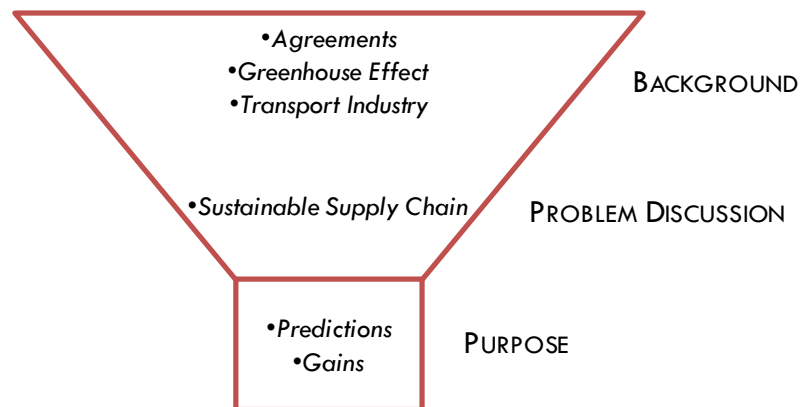 •Agreements
•Greenhouse Effect
•Transport Industry
BACKGROUND
•Sustainable Supply Chain
PROBLEM DISCUSSION
•Predictions
•Gains
PURPOSE